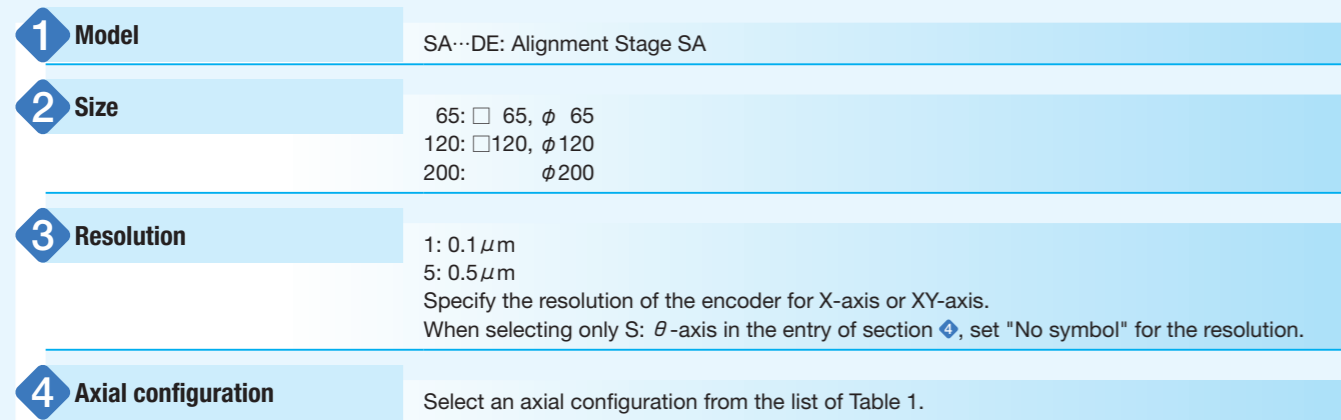 1 Model
SA···DE: Alignment Stage SA
2 Size
65: □ 65, φ 65
120: □120, φ120
200: φ200
3 Resolution
1: 0.1μm
5: 0.5μm
Specify the resolution of the encoder for X-axis or XY-axis.
When selecting only S: θ-axis in the entry of section 4, set "No symbol" for the resolution.
4 Axial configuration
Select an axial configuration from the list of Table 1.